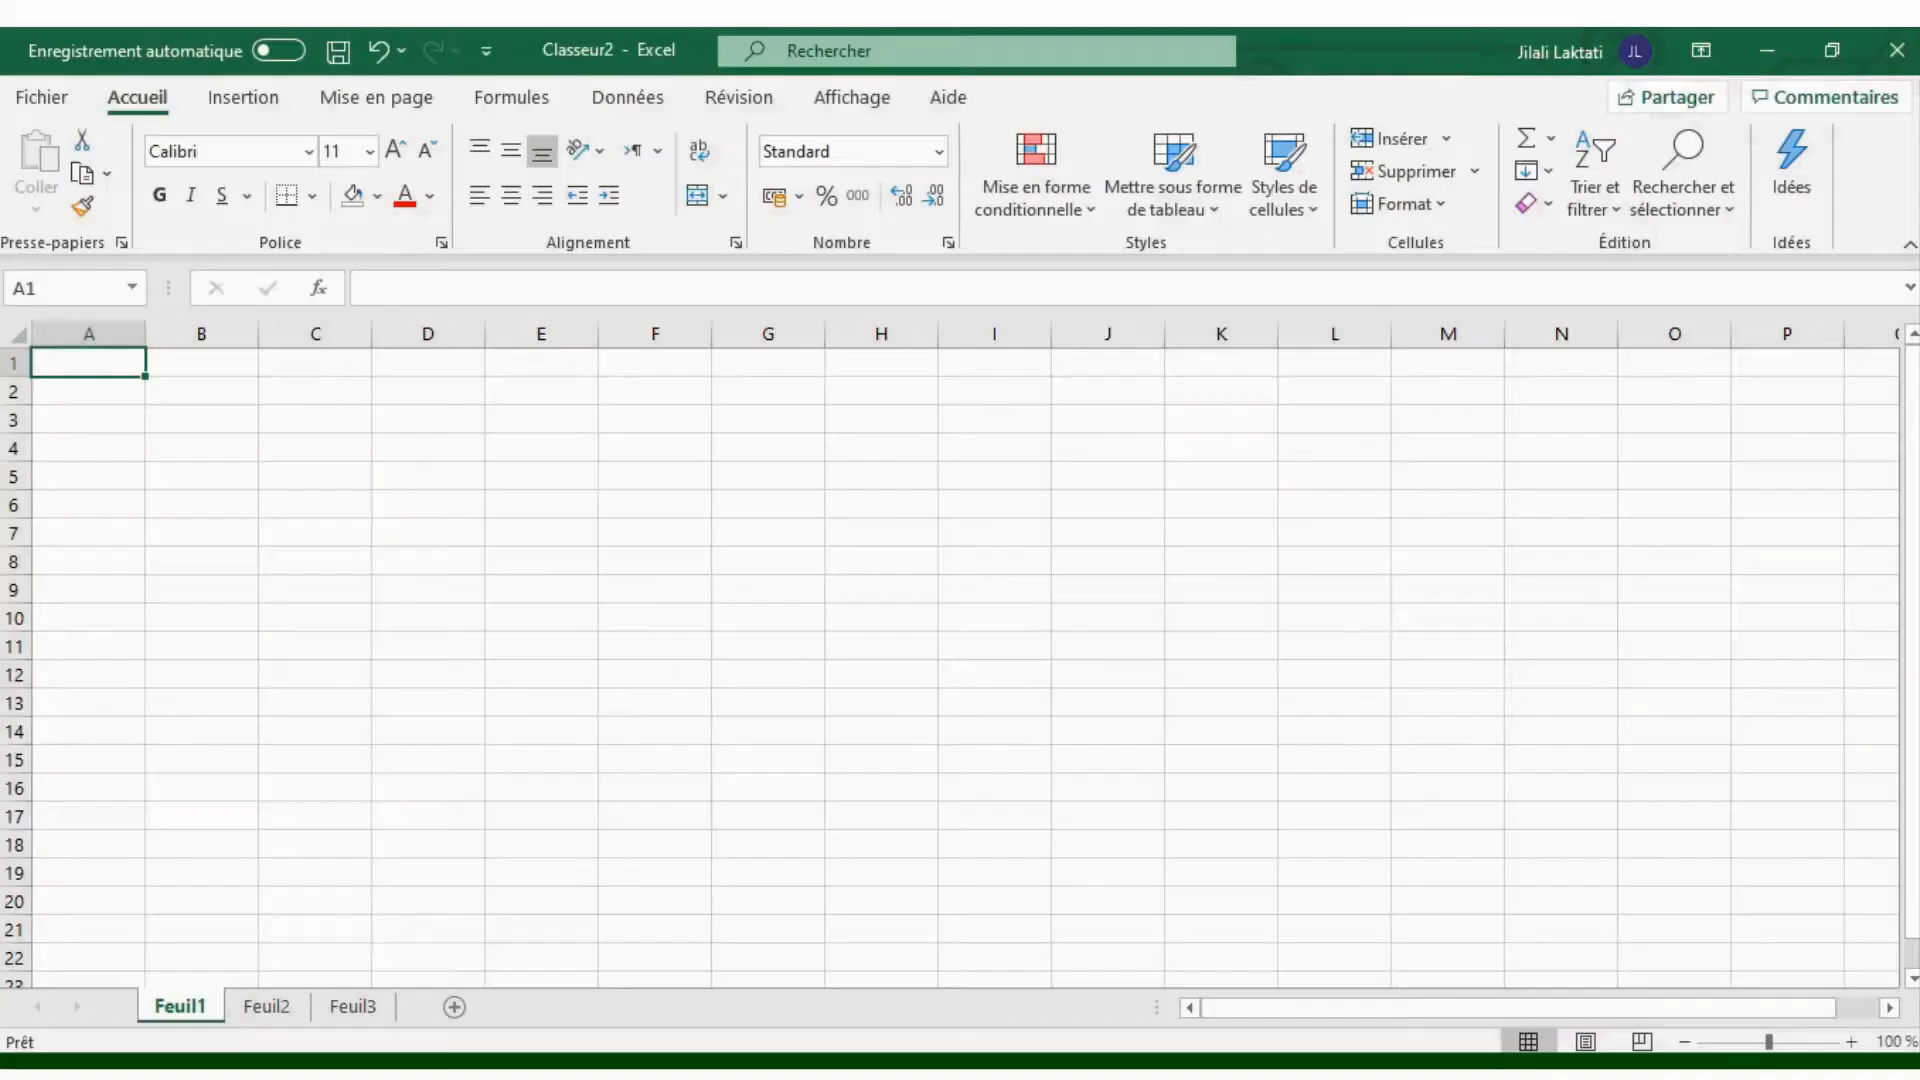 Enregistrement automatique
Classeur2 - Excel
Rechercher
Jilali Laktati
JL
Fichier
Accueil
Insertion
Mise en page
Formules
Données
Révision
Affichage
Aide
Partager
Commentaires
Coller
Presse-papiers
Calibri
11
G I S
Police
Alignement
Standard
% 000
Nombre
Mise en forme
conditionnelle
Mettre sous forme
de tableau
Styles de
cellules
Styles
Insérer
Supprimer
Format
Cellules
Trier et
filtrer
Rechercher et
sélectionner
Édition
Idées
Idées
A1
fx
A B C D E F G H I J K L M N O P
1
2
3
4
5
6
7
8
9
10
11
12
13
14
15
16
17
18
19
20
21
22
23
Feuil1
Feuil2
Feuil3
Prêt
100 %